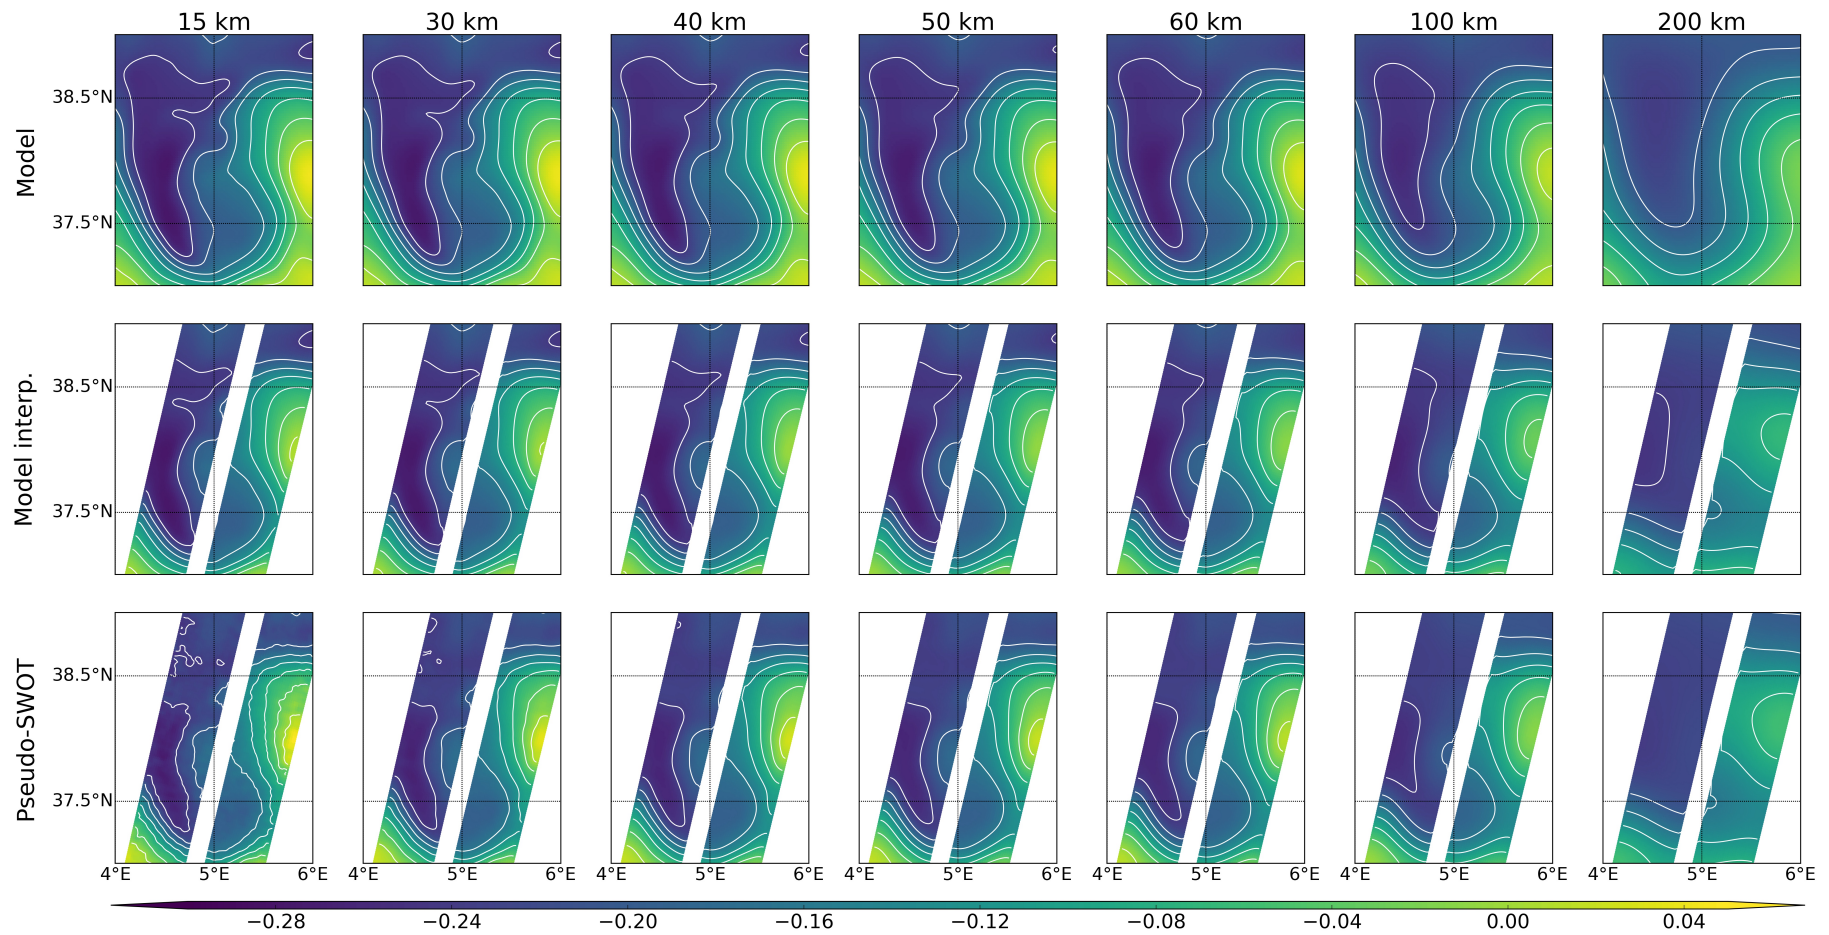 15 km 30 km 40 km 50 km 60 km 100 km 200 km
Model
38.5°N
37.5°N
Model interp.
38.5°N
37.5°N
Pseudo-SWOT
38.5°N
37.5°N
4°E 5°E 6°E 4°E 5°E 6°E 4°E 5°E 6°E 4°E 5°E 6°E 4°E 5°E 6°E 4°E 5°E 6°E 4°E 5°E 6°E
−0.28 −0.24 −0.20 −0.16 −0.12 −0.08 −0.04 0.00 0.04